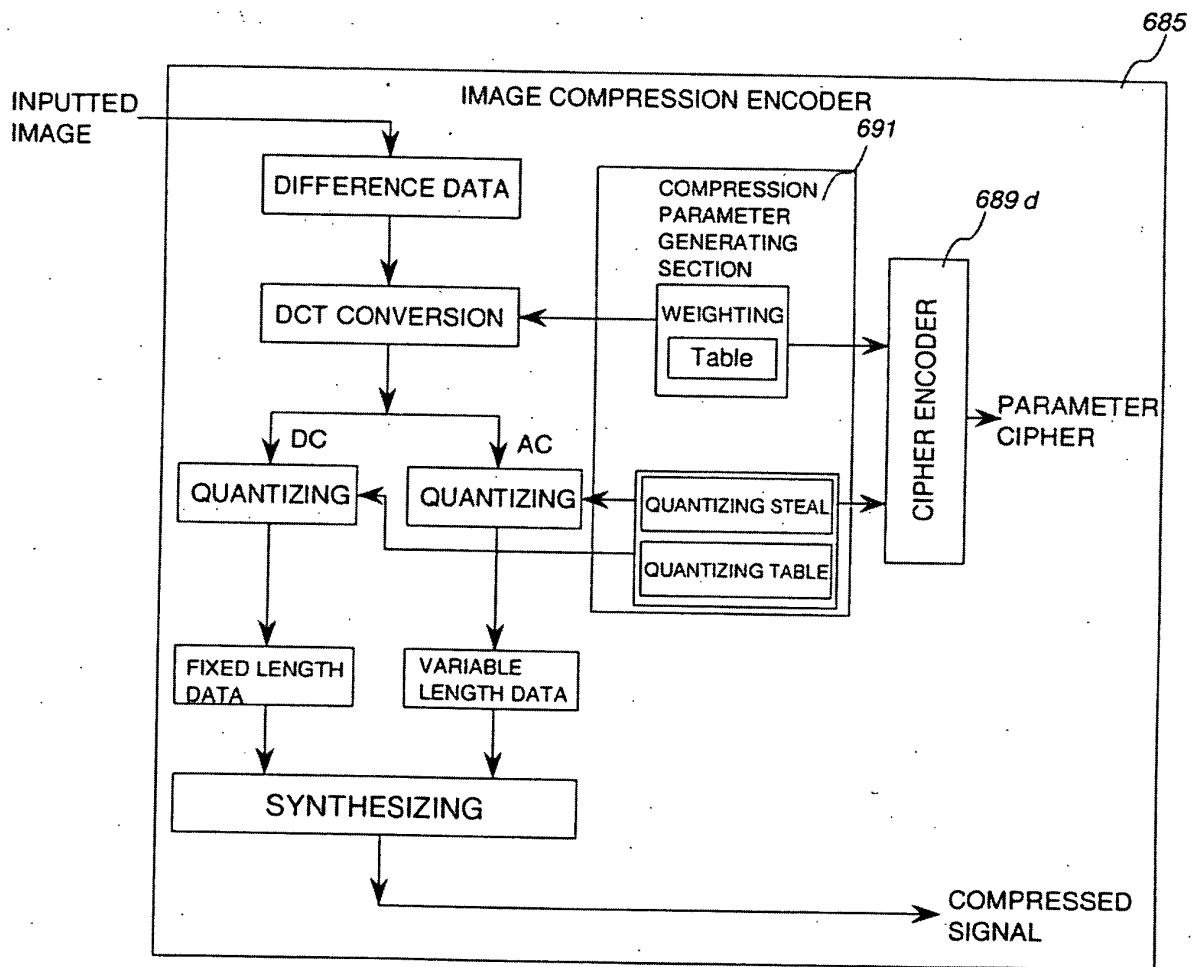 685
IMAGE COMPRESSION ENCODER
INPUTTED
IMAGE
691
DIFFERENCE DATA
COMPRESSION
PARAMETER
GENERATING
SECTION
689 d
DCT CONVERSION
WEIGHTING
Table
CIPHER ENCODER
PARAMETER
CIPHER
DC
AC
QUANTIZING
QUANTIZING
QUANTIZING STEAL
QUANTIZING TABLE
FIXED LENGTH
DATA
VARIABLE
LENGTH DATA
SYNTHESIZING
COMPRESSED
SIGNAL